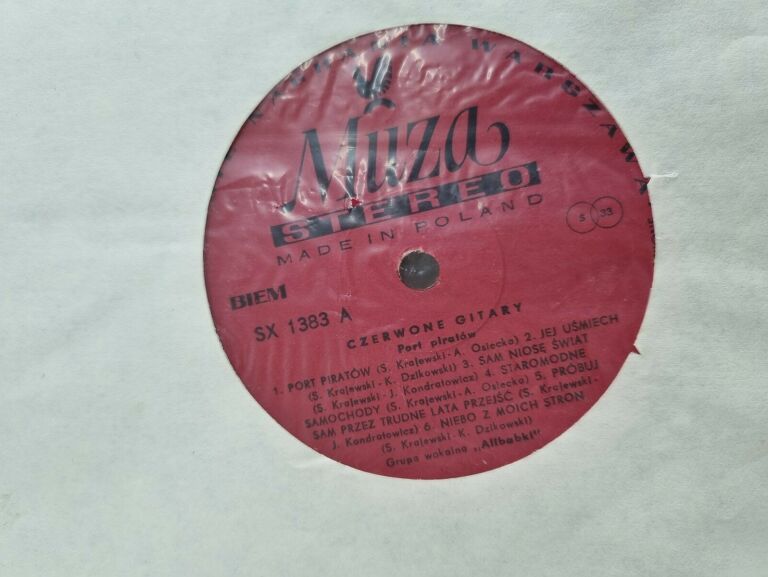 WARSZAWA
Muza
STEREO
MADE IN POLAND
S 33
BIEM
SX 1383 A
CZERWONE GITARY
Port piratów
1. PORT PIRATÓW (S. Krajewski-A. Osiecka) 2. JEJ UŚMIECH
(S. Krajewski-K. Dzikowski) 3. SAM NIOSĘ ŚWIAT
(S. Krajewski-J. Kondratowicz) 4. STAROMODNE
SAMOCHODY (S. Krajewski-A. Osiecka) 5. PRÓBUJ
SAM PRZEZ TRUDNE LATA PRZEJŚĆ (S. Krajewski-
J. Kondratowicz) 6. NIEBO Z MOICH STRON
(S. Krajewski-K. Dzikowski)
Grupa wokalna „Alibabki"